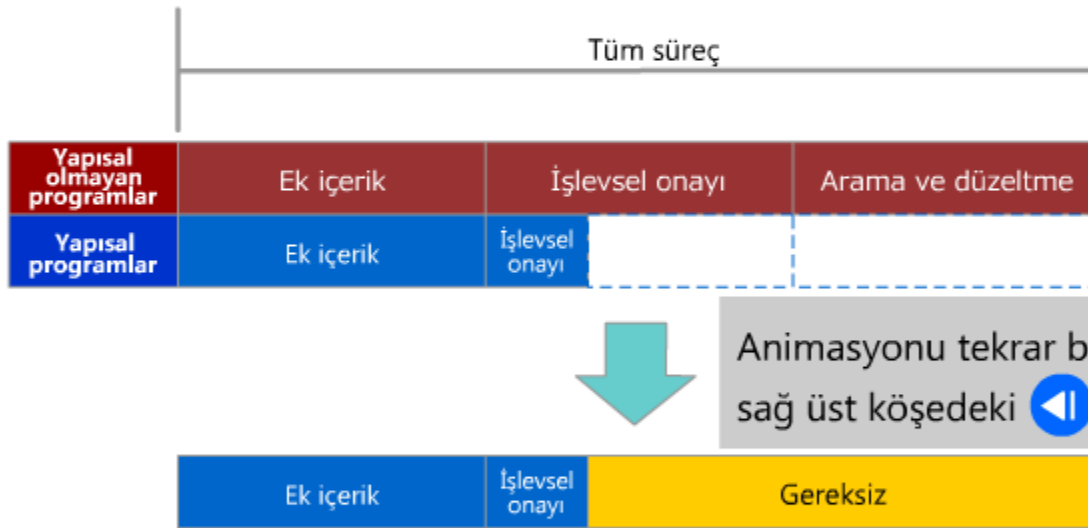 Tüm süreç
Yapısal
olmayan
programlar
Ek içerik
İşlevsel onayı
Arama ve düzeltme
Yapısal
programlar
Ek içerik
İşlevsel
onayı
Animasyonu tekrar b
sağ üst köşedeki
Ek içerik
İşlevsel
onayı
Gereksiz